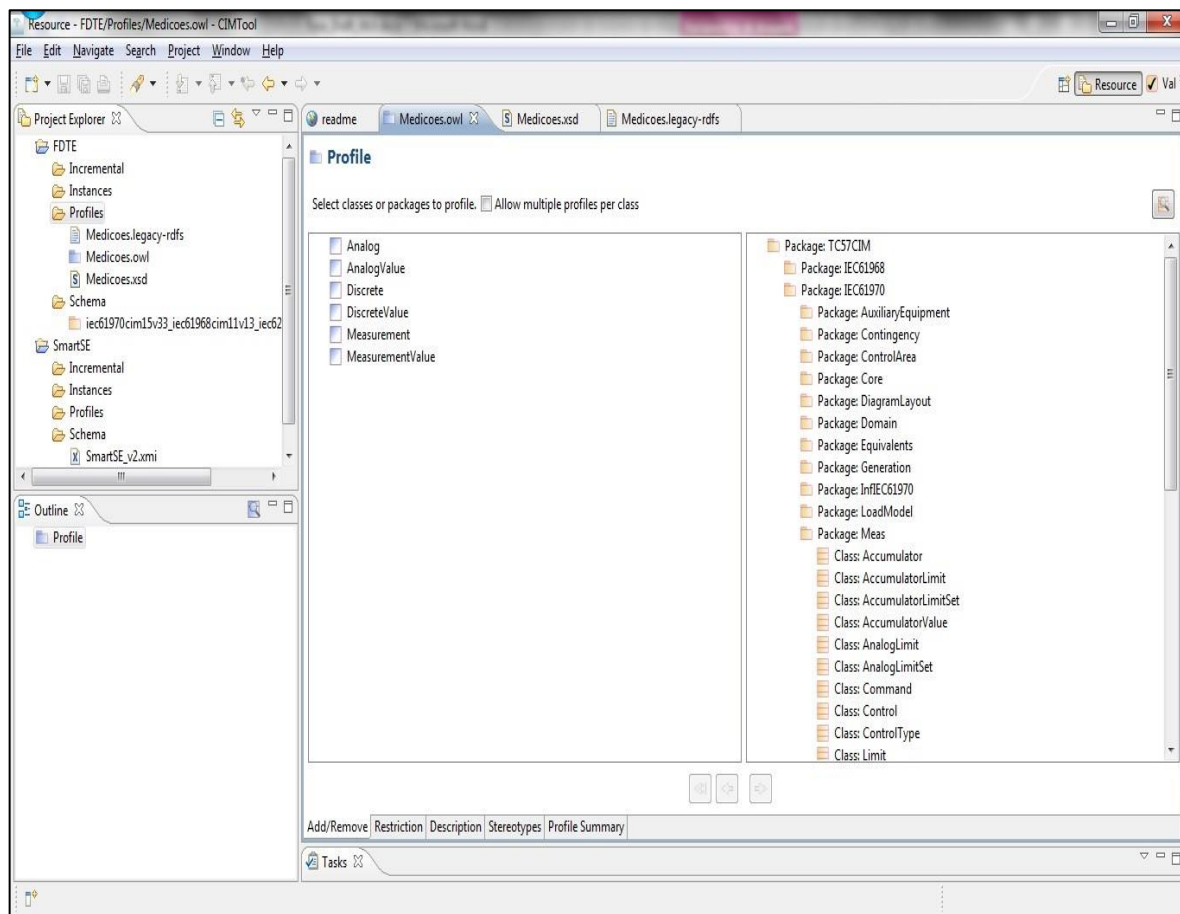 Resource - FDTE/Profiles/Medicoes.owl - CIMTool
File Edit Navigate Search Project Window Help
Resource Val
Project Explorer
FDTE
Incremental
Instances
Profiles
Medicoes.legacy-rdfs
Medicoes.owl
Medicoes.xsd
Schema
iec61970cim15v33_iec61968cim11v13_iec62
SmartSE
Incremental
Instances
Profiles
Schema
SmartSE_v2.xmi
Outline
Profile
readme Medicoes.owl Medicoes.xsd Medicoes.legacy-rdfs
Profile
Select classes or packages to profile. Allow multiple profiles per class
Analog
AnalogValue
Discrete
DiscreteValue
Measurement
MeasurementValue
Package: TC57CIM
Package: IEC61968
Package: IEC61970
Package: AuxiliaryEquipment
Package: Contingency
Package: ControlArea
Package: Core
Package: DiagramLayout
Package: Domain
Package: Equivalents
Package: Generation
Package: InfIEC61970
Package: LoadModel
Package: Meas
Class: Accumulator
Class: AccumulatorLimit
Class: AccumulatorLimitSet
Class: AccumulatorValue
Class: AnalogLimit
Class: AnalogLimitSet
Class: Command
Class: Control
Class: ControlType
Class: Limit
Add/Remove Restriction Description Stereotypes Profile Summary
Tasks